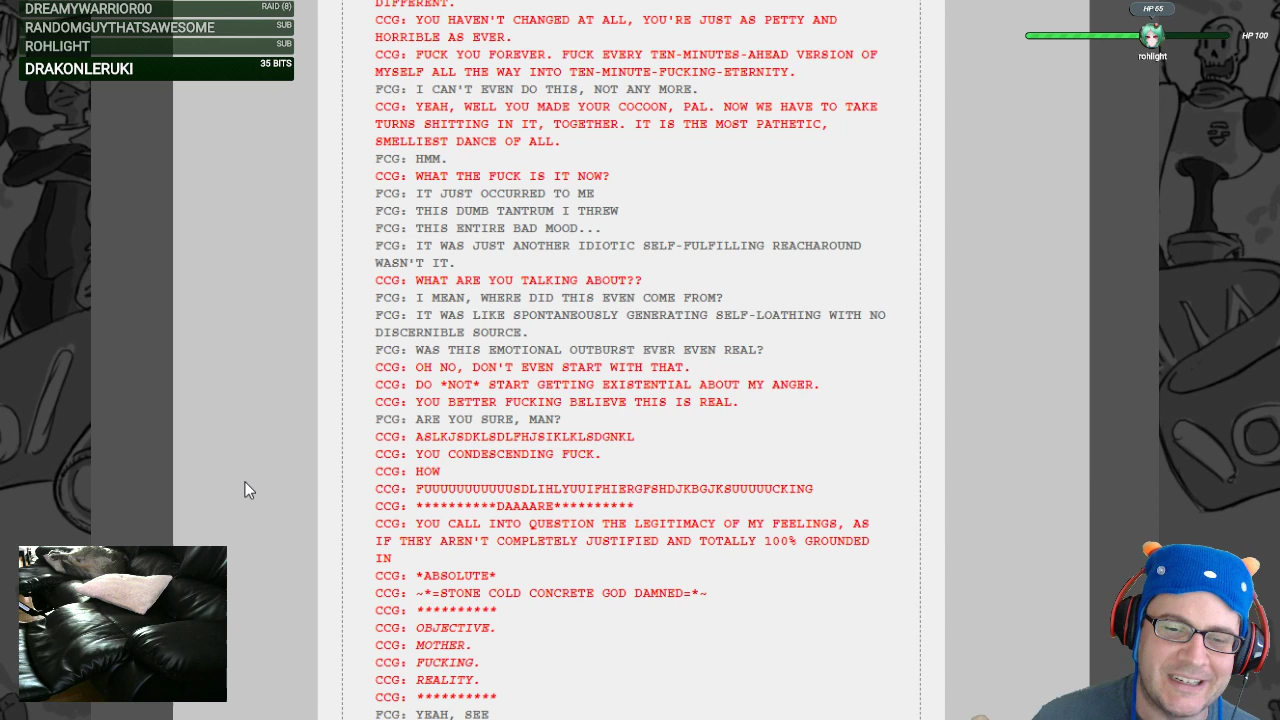 DREAMYWARRIOR00 RAID (8)
RANDOMGUYTHATSAWESOME SUB
ROHLIGHT SUB
DRAKONLERUKI 35 BITS
HP 65
HP 100
rohlight
DIFFERENT.
CCG: YOU HAVEN'T CHANGED AT ALL, YOU'RE JUST AS PETTY AND
HORRIBLE AS EVER.
CCG: FUCK YOU FOREVER. FUCK EVERY TEN-MINUTES-AHEAD VERSION OF
MYSELF ALL THE WAY INTO TEN-MINUTE-FUCKING-ETERNITY.
FCG: I CAN'T EVEN DO THIS, NOT ANY MORE.
CCG: YEAH, WELL YOU MADE YOUR COCOON, PAL. NOW WE HAVE TO TAKE
TURNS SHITTING IN IT, TOGETHER. IT IS THE MOST PATHETIC,
SMELLIEST DANCE OF ALL.
FCG: HMM.
CCG: WHAT THE FUCK IS IT NOW?
FCG: IT JUST OCCURRED TO ME
FCG: THIS DUMB TANTRUM I THREW
FCG: THIS ENTIRE BAD MOOD...
FCG: IT WAS JUST ANOTHER IDIOTIC SELF-FULFILLING REACHAROUND
WASN'T IT.
CCG: WHAT ARE YOU TALKING ABOUT??
FCG: I MEAN, WHERE DID THIS EVEN COME FROM?
FCG: IT WAS LIKE SPONTANEOUSLY GENERATING SELF-LOATHING WITH NO
DISCERNIBLE SOURCE.
FCG: WAS THIS EMOTIONAL OUTBURST EVER EVEN REAL?
CCG: OH NO, DON'T EVEN START WITH THAT.
CCG: DO *NOT* START GETTING EXISTENTIAL ABOUT MY ANGER.
CCG: YOU BETTER FUCKING BELIEVE THIS IS REAL.
FCG: ARE YOU SURE, MAN?
CCG: ASLKJSDKLSDLFHJSIKLKLSDGNKL
CCG: YOU CONDESCENDING FUCK.
CCG: HOW
CCG: FUUUUUUUUUUUSDLIHLYUUIFHIERGFSHDJKBGJKSUUUUUCKING
CCG: **********DAAAARE**********
CCG: YOU CALL INTO QUESTION THE LEGITIMACY OF MY FEELINGS, AS
IF THEY AREN'T COMPLETELY JUSTIFIED AND TOTALLY 100% GROUNDED
IN
CCG: *ABSOLUTE*
CCG: ~*=STONE COLD CONCRETE GOD DAMNED=*~
CCG: **********
CCG: OBJECTIVE.
CCG: MOTHER.
CCG: FUCKING.
CCG: REALITY.
CCG: **********
FCG: YEAH, SEE